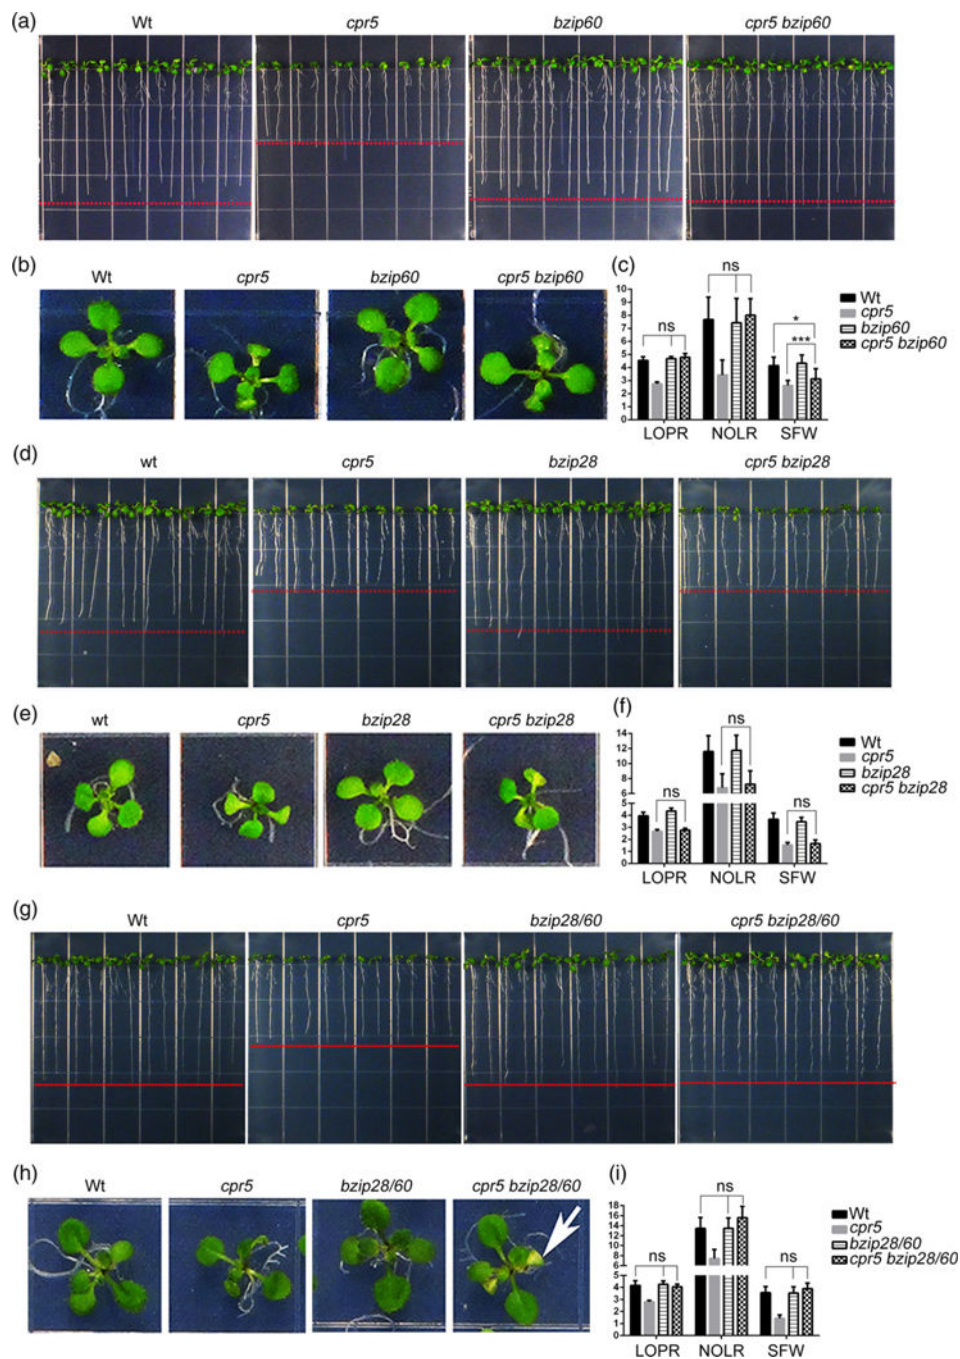 (a)
Wt cpr5 bzip60 cpr5 bzip60
(b)
Wt cpr5 bzip60 cpr5 bzip60
(c)
ns
ns
*
***
10
9
8
7
6
5
4
3
2
1
0
LOPR NOLR SFW
Wt
cpr5
bzip60
cpr5 bzip60
(d)
wt cpr5 bzip28 cpr5 bzip28
(e)
wt cpr5 bzip28 cpr5 bzip28
(f)
ns
ns
ns
14
12
10
8
6
4
3
2
1
0
LOPR NOLR SFW
Wt
cpr5
bzip28
cpr5 bzip28
(g)
Wt cpr5 bzip28/60 cpr5 bzip28/60
(h)
Wt cpr5 bzip28/60 cpr5 bzip28/60
(i)
ns
ns
ns
18
16
14
12
10
8
6
5
4
3
2
1
0
LOPR NOLR SFW
Wt
cpr5
bzip28/60
cpr5 bzip28/60